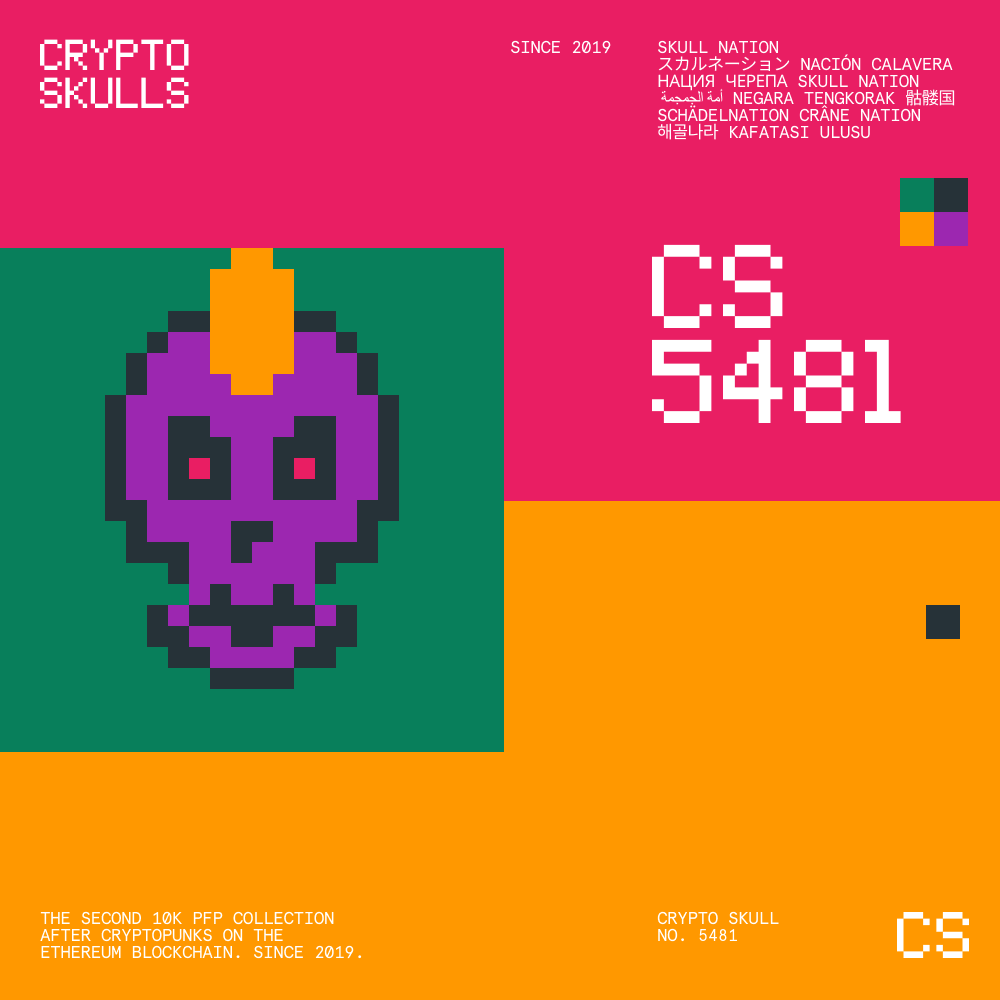 CRYPTO
SKULLS
SINCE 2019
SKULL NATION
スカルネーション NACIÓN CALAVERA
НАЦИЯ ЧЕРЕПА SKULL NATION
أمة الجمجمة NEGARA TENGKORAK 骷髅国
SCHÄDELNATION CRÂNE NATION
해골나라 KAFATASI ULUSU
CS
5481
THE SECOND 10K PFP COLLECTION
AFTER CRYPTOPUNKS ON THE
ETHEREUM BLOCKCHAIN. SINCE 2019.
CRYPTO SKULL
NO. 5481
CS